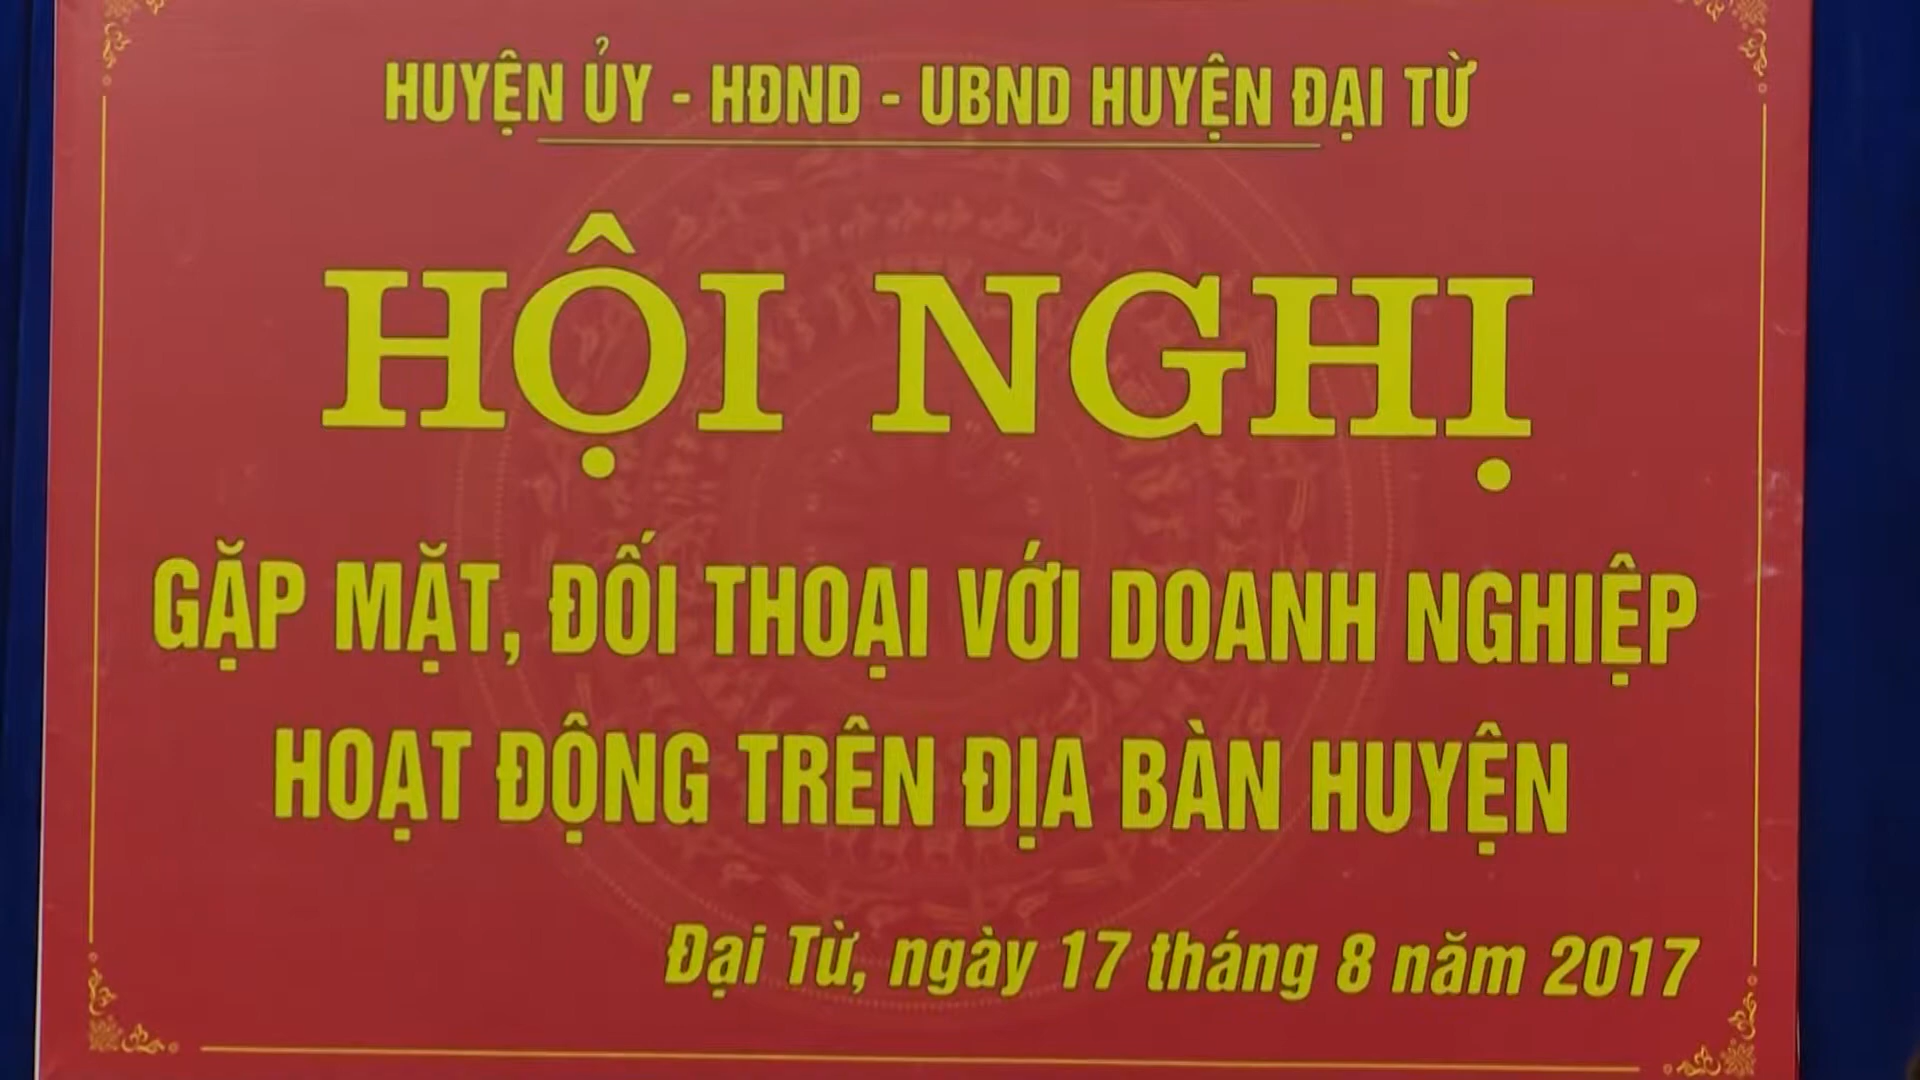 HUYỆN ỦY - HĐND - UBND HUYỆN ĐẠI TỪ
HỘI NGHỊ
GẶP MẶT, ĐỐI THOẠI VỚI DOANH NGHIỆP
HOẠT ĐỘNG TRÊN ĐỊA BÀN HUYỆN
Đại Từ, ngày 17 tháng 8 năm 2017